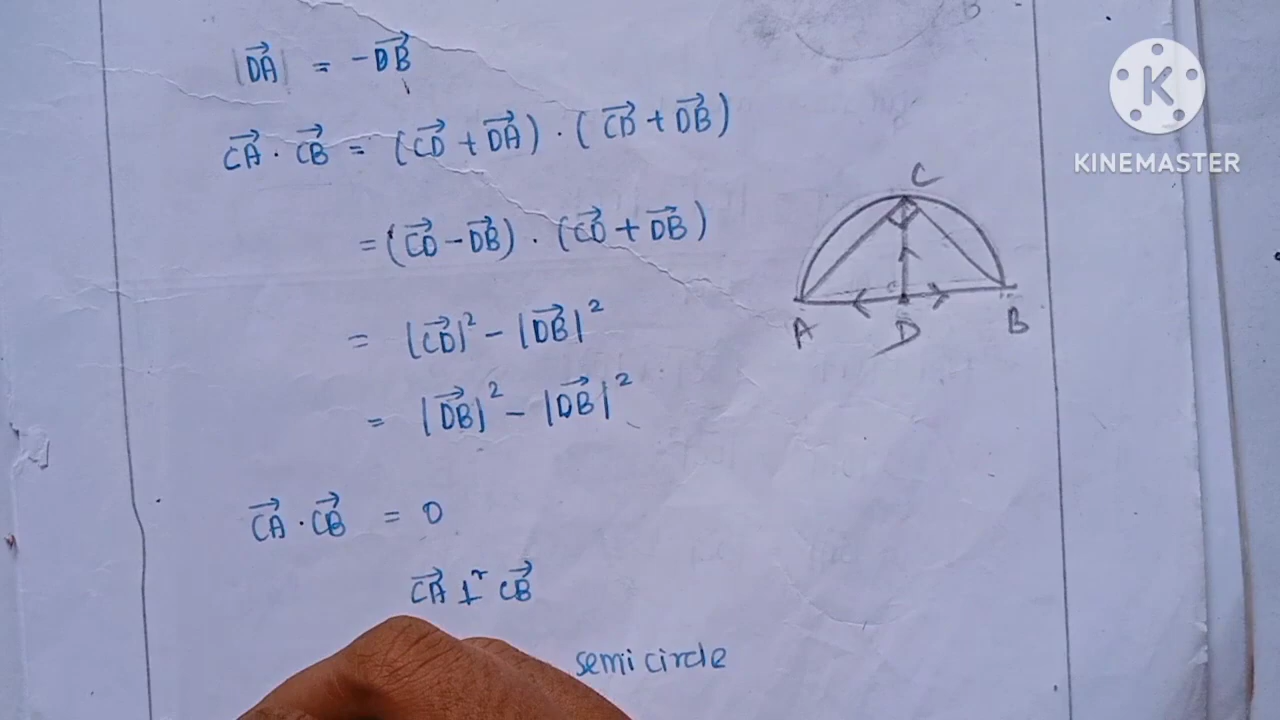 |DA⃗| = -DB⃗
CA⃗ . CB⃗ = (CD⃗ + DA⃗) . (CD⃗ + DB⃗)
= (CD⃗ - DB⃗) . (CD⃗ + DB⃗)
= |CD⃗|² - |DB⃗|²
= |DB⃗|² - |DB⃗|²
CA⃗ . CB⃗ = 0
CA⃗ ⊥ʳ CB⃗
semi circle
B
C
A D B
K
KINEMASTER